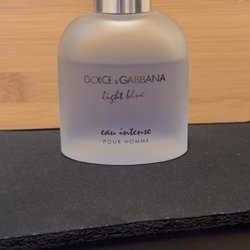 DOLCE & GABBANA
light blue
eau intense
POUR HOMME